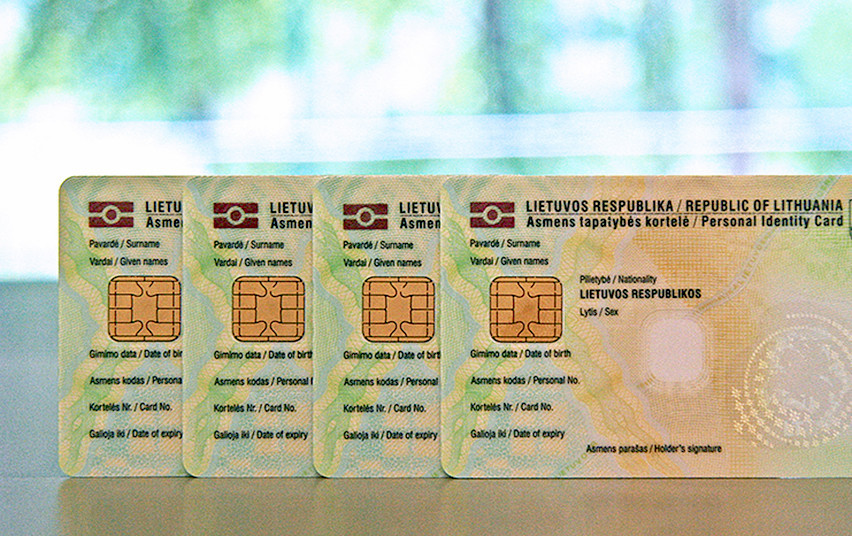 LIETUV
Asmen
Pavardė / Surname
Vardai / Given names
Gimimo data / Date of birt
Asmens kodas / Personal
Kortelės Nr. / Card No.
Galioja iki / Date of expiry
LIETUV
Asmen
Pavardė / Surname
Vardai / Given names
Gimimo data / Date of birth
Asmens kodas / Personal N
Kortelės Nr. / Card No.
Galioja iki / Date of expiry
LIETUV
Asmen
Pavardė / Surname
Vardai / Given names
Gimimo data / Date of birth
Asmens kodas / Personal
Kortelės Nr. / Card No.
Galioja iki / Date of expiry
LIETUVOS RESPUBLIKA / REPUBLIC OF LITHUANIA
Asmens tapatybės kortelė / Personal Identity Card
Pavardė / Surname
Vardai / Given names
Pilietybė / Nationality
LIETUVOS RESPUBLIKOS
Lytis / Sex
Gimimo data / Date of birth
Asmens kodas / Personal No.
Kortelės Nr. / Card No.
Galioja iki / Date of expiry
Asmens parašas / Holder's signature